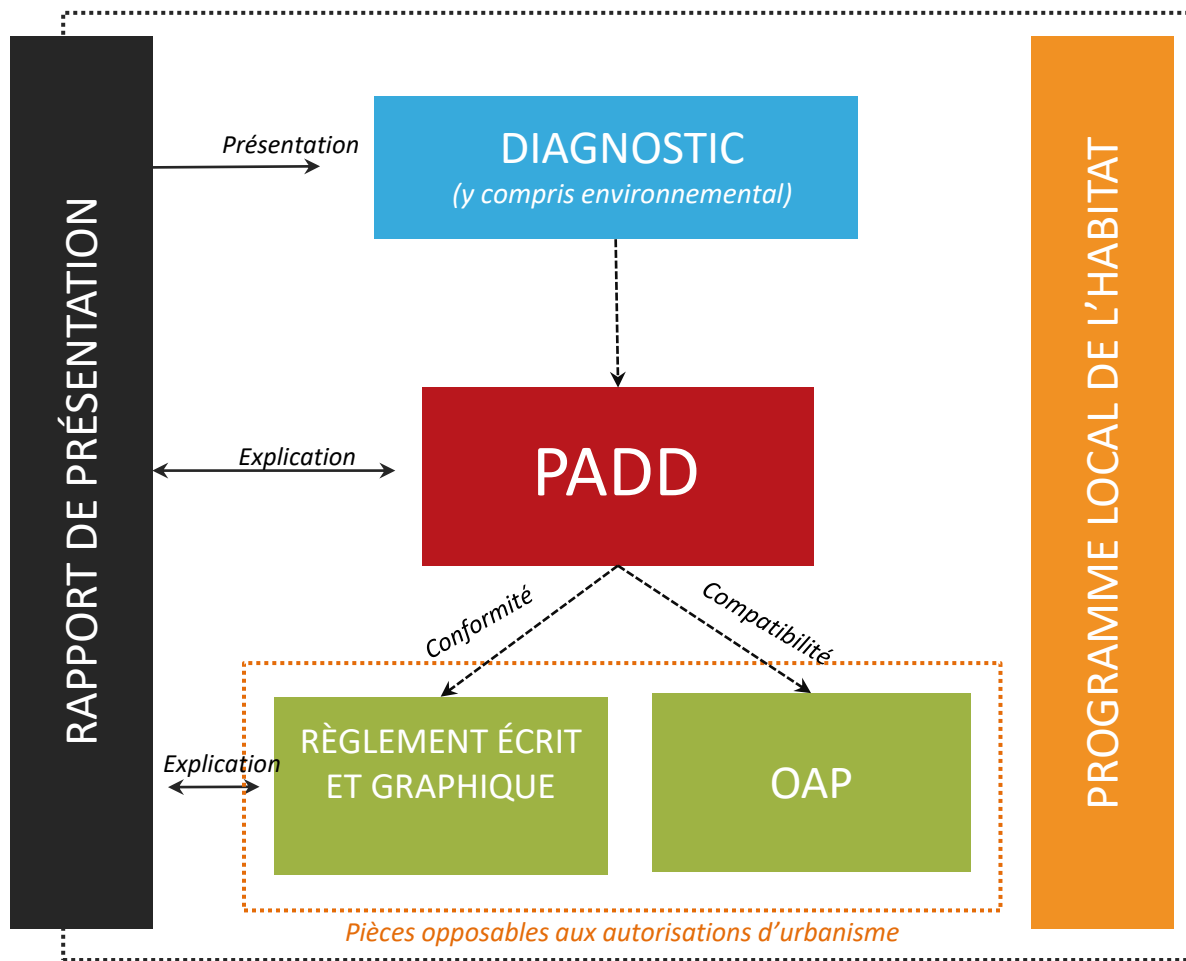 RAPPORT DE PRÉSENTATION
Présentation
DIAGNOSTIC
(y compris environnemental)
Explication
PADD
Conformité
Compatibilité
Explication
RÈGLEMENT ÉCRIT
ET GRAPHIQUE
OAP
Pièces opposables aux autorisations d’urbanisme
PROGRAMME LOCAL DE L’HABITAT